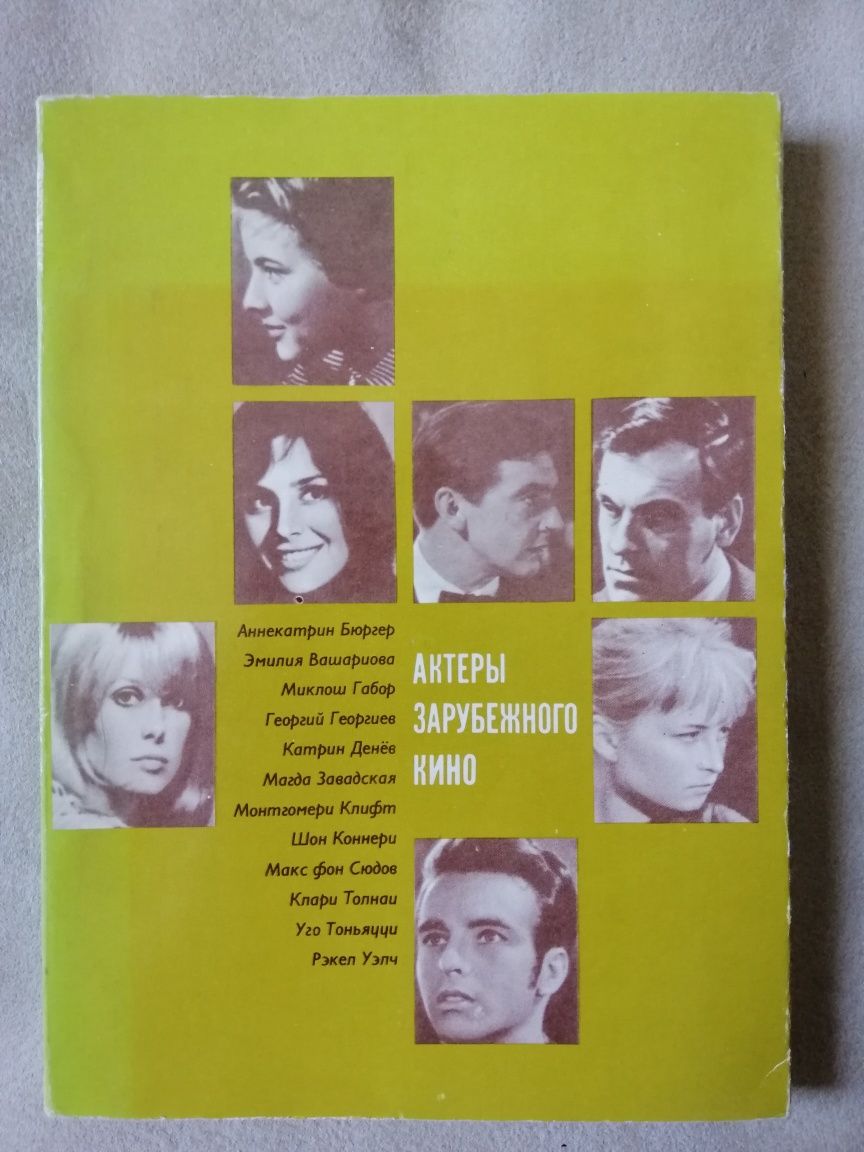 Аннекатрин Бюргер
Эмилия Вашариова
Миклош Габор
Георгий Георгиев
Катрин Денёв
Магда Завадская
Монтгомери Клифт
Шон Коннери
Макс фон Сюдов
Клари Толнаи
Уго Тоньяцци
Рэкел Уэлч
АКТЕРЫ
ЗАРУБЕЖНОГО
КИНО